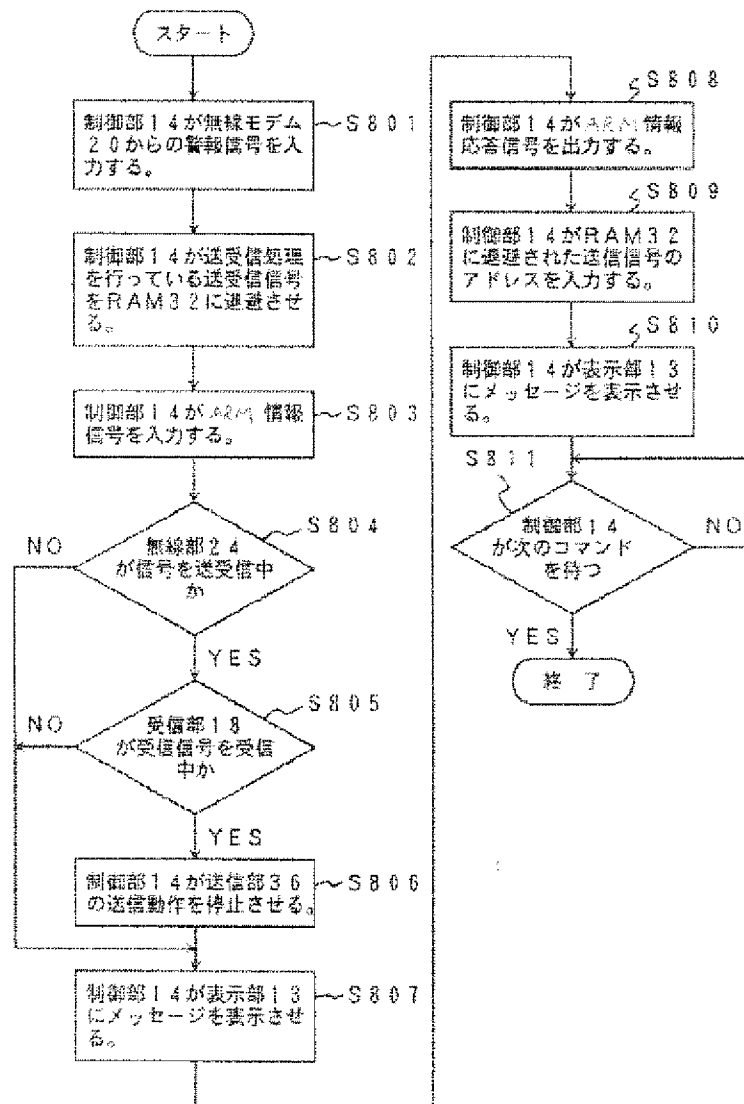 スタート
制御部14が無線モデム
20からの警報信号を入
力する。
S801
制御部14が送受信処理
を行っている送受信信号
をRAM32に退避させ
る。
S802
制御部14がARM情報
信号を入力する。
S803
無線部24
が信号を送受信中
か
S804
NO
YES
受信部18
が受信信号を受信
中か
S805
NO
YES
制御部14が送信部36
の送信動作を停止させる。
S806
制御部14が表示部13
にメッセージを表示させ
る。
S807
S808
制御部14がARM情報
応答信号を出力する。
S809
制御部14がRAM32
に退避された送信信号の
アドレスを入力する。
S810
制御部14が表示部13
にメッセージを表示させ
る。
S811
制御部14
が次のコマンド
を待つ
NO
YES
終了